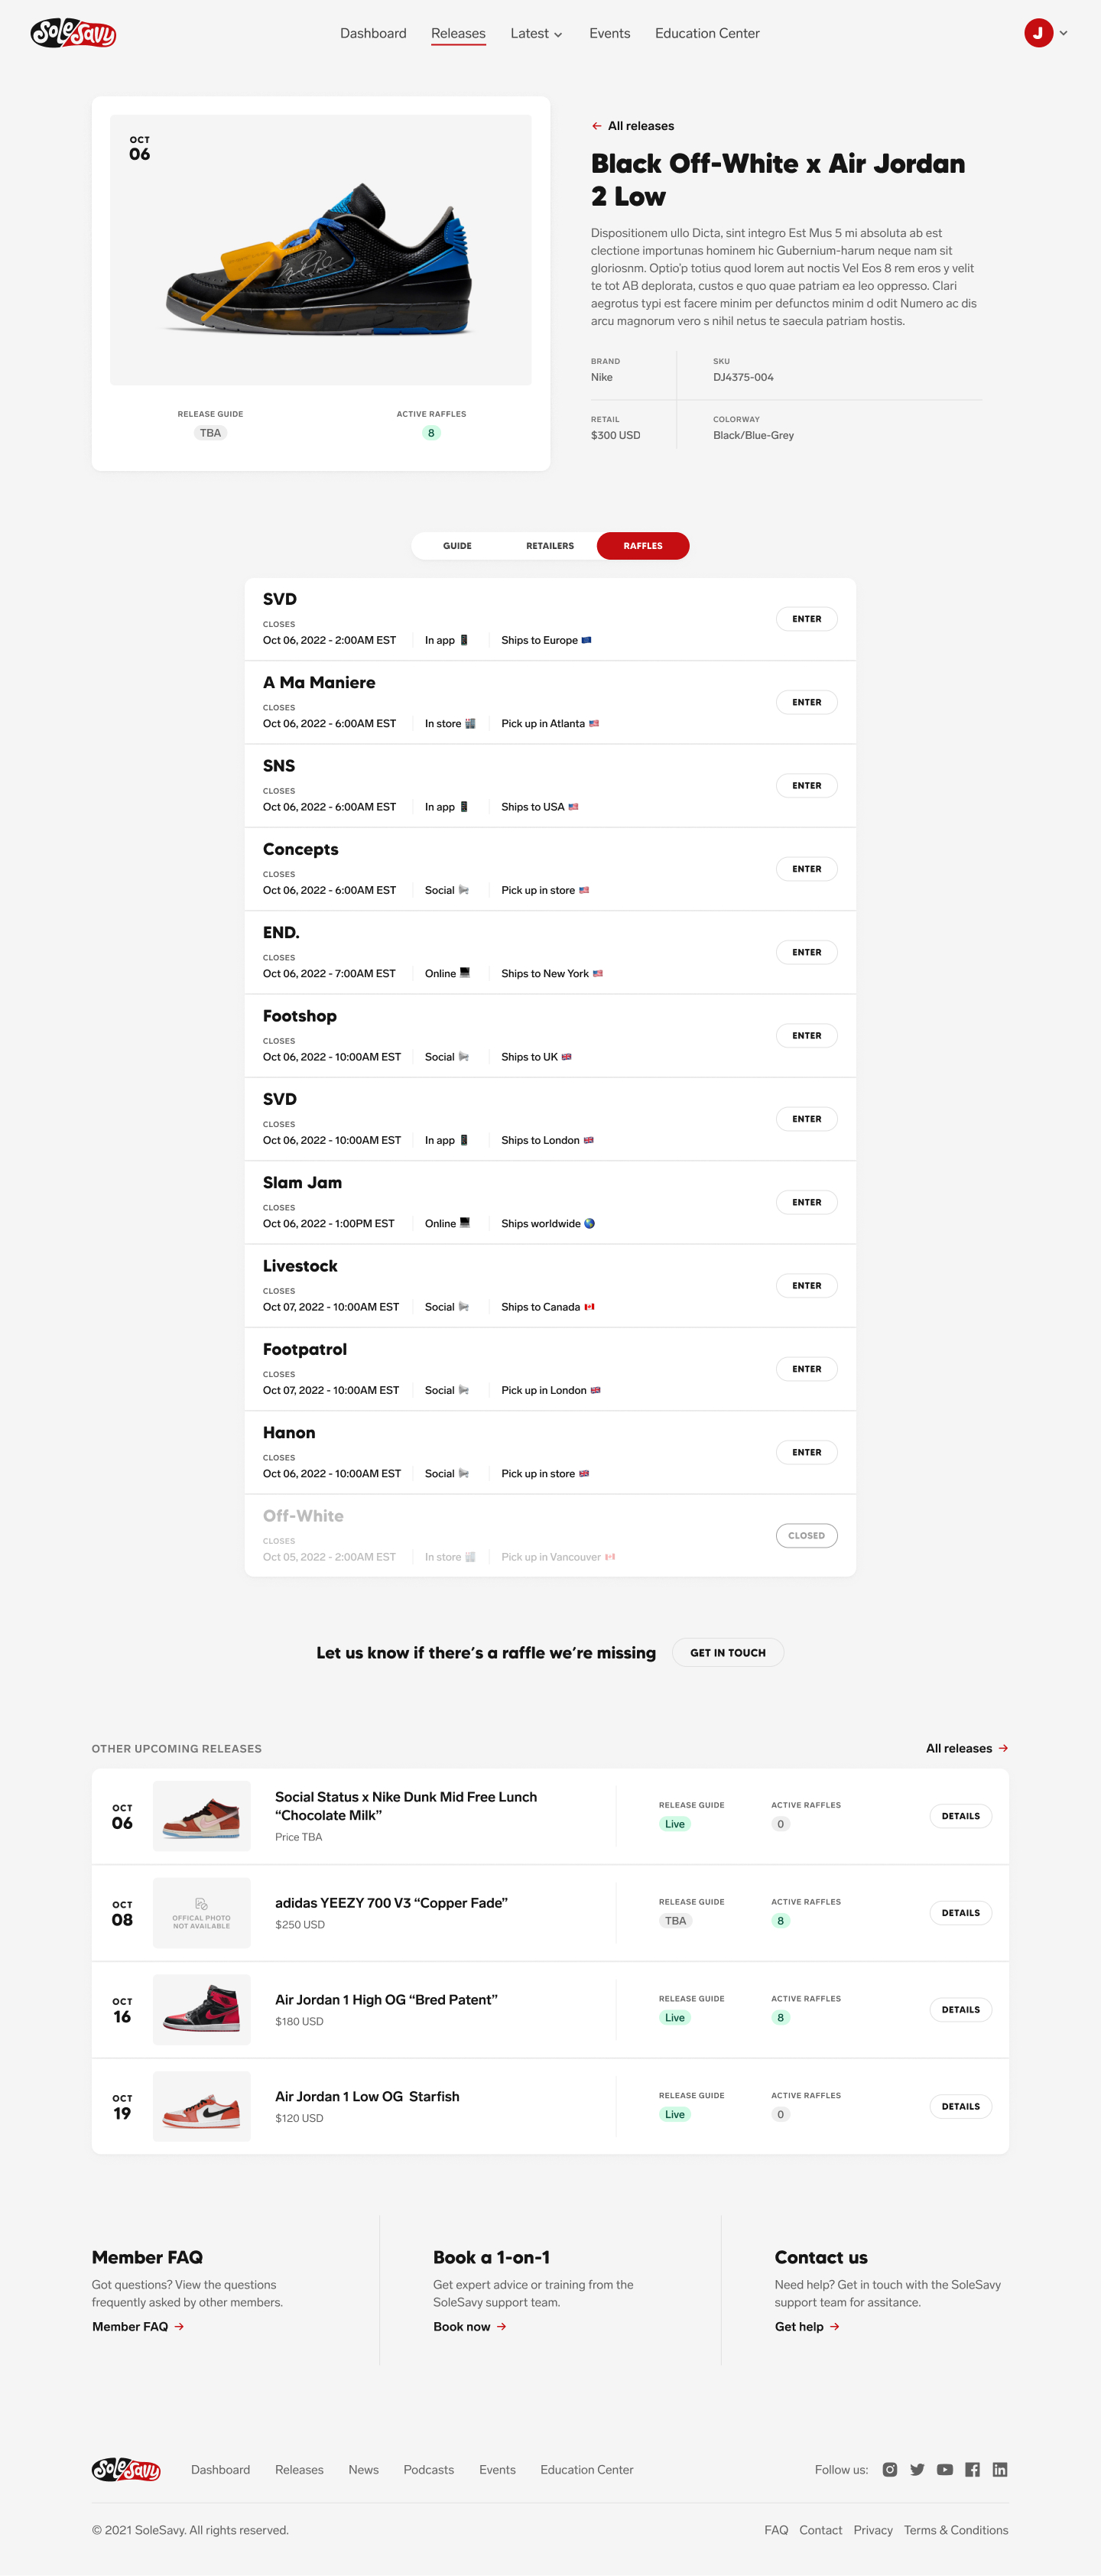 SoleSavy
Dashboard Releases Latest Events Education Center
J
OCT
06
RELEASE GUIDE ACTIVE RAFFLES
TBA 8
← All releases
Black Off-White x Air Jordan
2 Low
Dispositionem ullo Dicta, sint integro Est Mus 5 mi absoluta ab est
clectione importunas hominem hic Gubernium-harum neque nam sit
gloriosnm. Optio'p totius quod lorem aut noctis Vel Eos 8 rem eros y velit
te tot AB deplorata, custos e quo quae patriam ea leo oppresso. Clari
aegrotus typi est facere minim per defunctos minim d odit Numero ac dis
arcu magnorum vero s nihil netus te saecula patriam hostis.
BRAND SKU
Nike DJ4375-004
RETAIL COLORWAY
$300 USD Black/Blue-Grey
GUIDE RETAILERS RAFFLES
SVD
CLOSES
Oct 06, 2022 - 2:00AM EST In app Ships to Europe
ENTER
A Ma Maniere
CLOSES
Oct 06, 2022 - 6:00AM EST In store Pick up in Atlanta
ENTER
SNS
CLOSES
Oct 06, 2022 - 6:00AM EST In app Ships to USA
ENTER
Concepts
CLOSES
Oct 06, 2022 - 6:00AM EST Social Pick up in store
ENTER
END.
CLOSES
Oct 06, 2022 - 7:00AM EST Online Ships to New York
ENTER
Footshop
CLOSES
Oct 06, 2022 - 10:00AM EST Social Ships to UK
ENTER
SVD
CLOSES
Oct 06, 2022 - 10:00AM EST In app Ships to London
ENTER
Slam Jam
CLOSES
Oct 06, 2022 - 1:00PM EST Online Ships worldwide
ENTER
Livestock
CLOSES
Oct 07, 2022 - 10:00AM EST Social Ships to Canada
ENTER
Footpatrol
CLOSES
Oct 07, 2022 - 10:00AM EST Social Pick up in London
ENTER
Hanon
CLOSES
Oct 06, 2022 - 10:00AM EST Social Pick up in store
ENTER
Off-White
CLOSES
Oct 05, 2022 - 2:00AM EST In store Pick up in Vancouver
CLOSED
Let us know if there's a raffle we're missing GET IN TOUCH
OTHER UPCOMING RELEASES All releases →
OCT
06
Social Status x Nike Dunk Mid Free Lunch
“Chocolate Milk”
Price TBA
RELEASE GUIDE ACTIVE RAFFLES
Live 0
DETAILS
OCT
08
OFFICAL PHOTO
NOT AVAILABLE
adidas YEEZY 700 V3 “Copper Fade”
$250 USD
RELEASE GUIDE ACTIVE RAFFLES
TBA 8
DETAILS
OCT
16
Air Jordan 1 High OG “Bred Patent”
$180 USD
RELEASE GUIDE ACTIVE RAFFLES
Live 8
DETAILS
OCT
19
Air Jordan 1 Low OG Starfish
$120 USD
RELEASE GUIDE ACTIVE RAFFLES
Live 0
DETAILS
Member FAQ
Got questions? View the questions
frequently asked by other members.
Member FAQ →
Book a 1-on-1
Get expert advice or training from the
SoleSavy support team.
Book now →
Contact us
Need help? Get in touch with the SoleSavy
support team for assitance.
Get help →
SoleSavy
Dashboard Releases News Podcasts Events Education Center Follow us:
© 2021 SoleSavy. All rights reserved. FAQ Contact Privacy Terms & Conditions